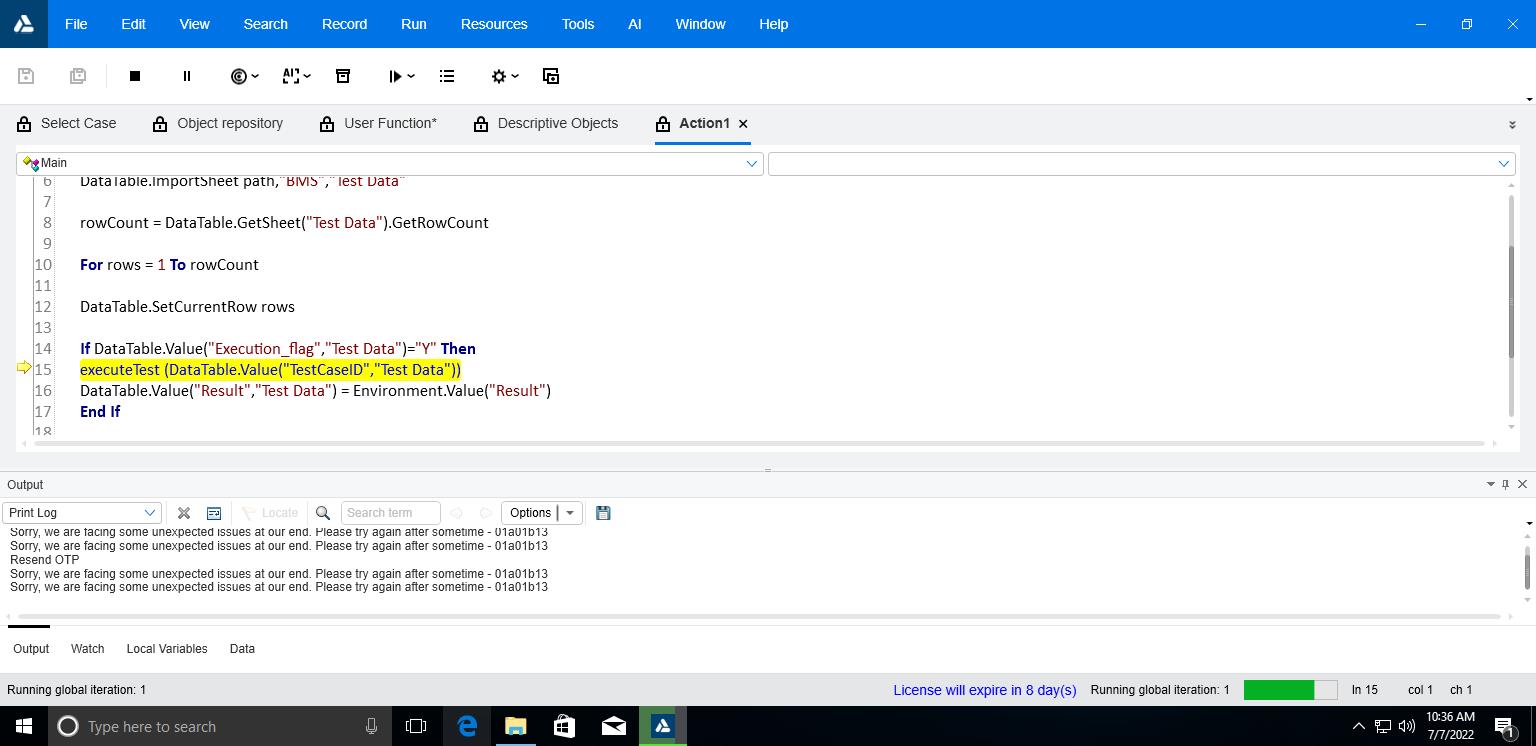 File Edit View Search Record Run Resources Tools AI Window Help
Select Case Object repository User Function* Descriptive Objects Action1
Main
6 DataTable.ImportSheet path,"BMS","Test Data"
7
8 rowCount = DataTable.GetSheet("Test Data").GetRowCount
9
10 For rows = 1 To rowCount
11
12 DataTable.SetCurrentRow rows
13
14 If DataTable.Value("Execution_flag","Test Data")="Y" Then
15 executeTest (DataTable.Value("TestCaseID","Test Data"))
16 DataTable.Value("Result","Test Data") = Environment.Value("Result")
17 End If
18
Output
Print Log Locate Search term Options
Sorry, we are facing some unexpected issues at our end. Please try again after sometime - 01a01b13
Sorry, we are facing some unexpected issues at our end. Please try again after sometime - 01a01b13
Resend OTP
Sorry, we are facing some unexpected issues at our end. Please try again after sometime - 01a01b13
Sorry, we are facing some unexpected issues at our end. Please try again after sometime - 01a01b13
Output Watch Local Variables Data
Running global iteration: 1 License will expire in 8 day(s) Running global iteration: 1 ln 15 col 1 ch 1
Type here to search
10:36 AM
7/7/2022
1